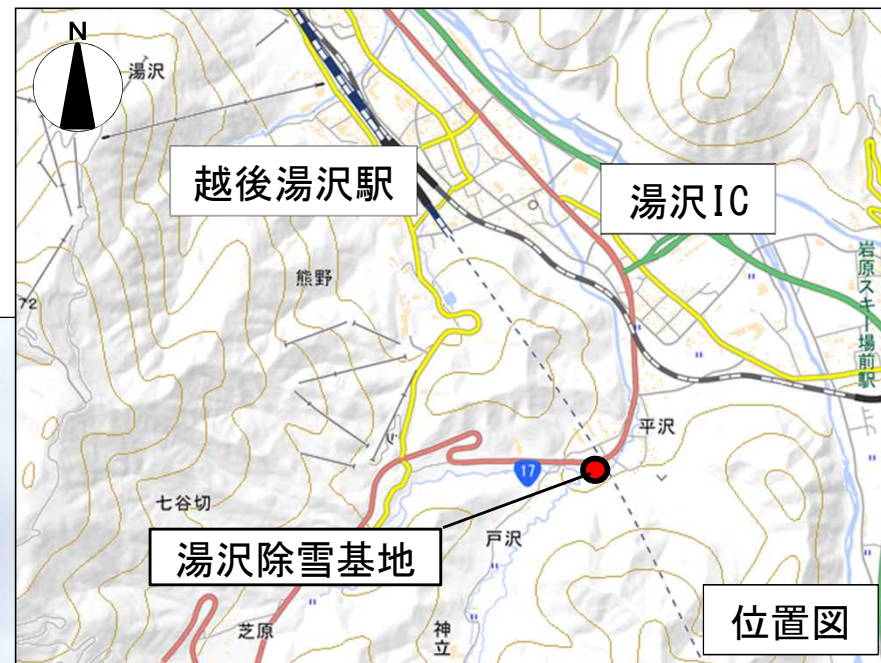 N
湯沢
越後湯沢駅
湯沢IC
熊野
岩原スキー場前駅
72
平沢
17
七谷切
戸沢
湯沢除雪基地
芝原
神立
位置図